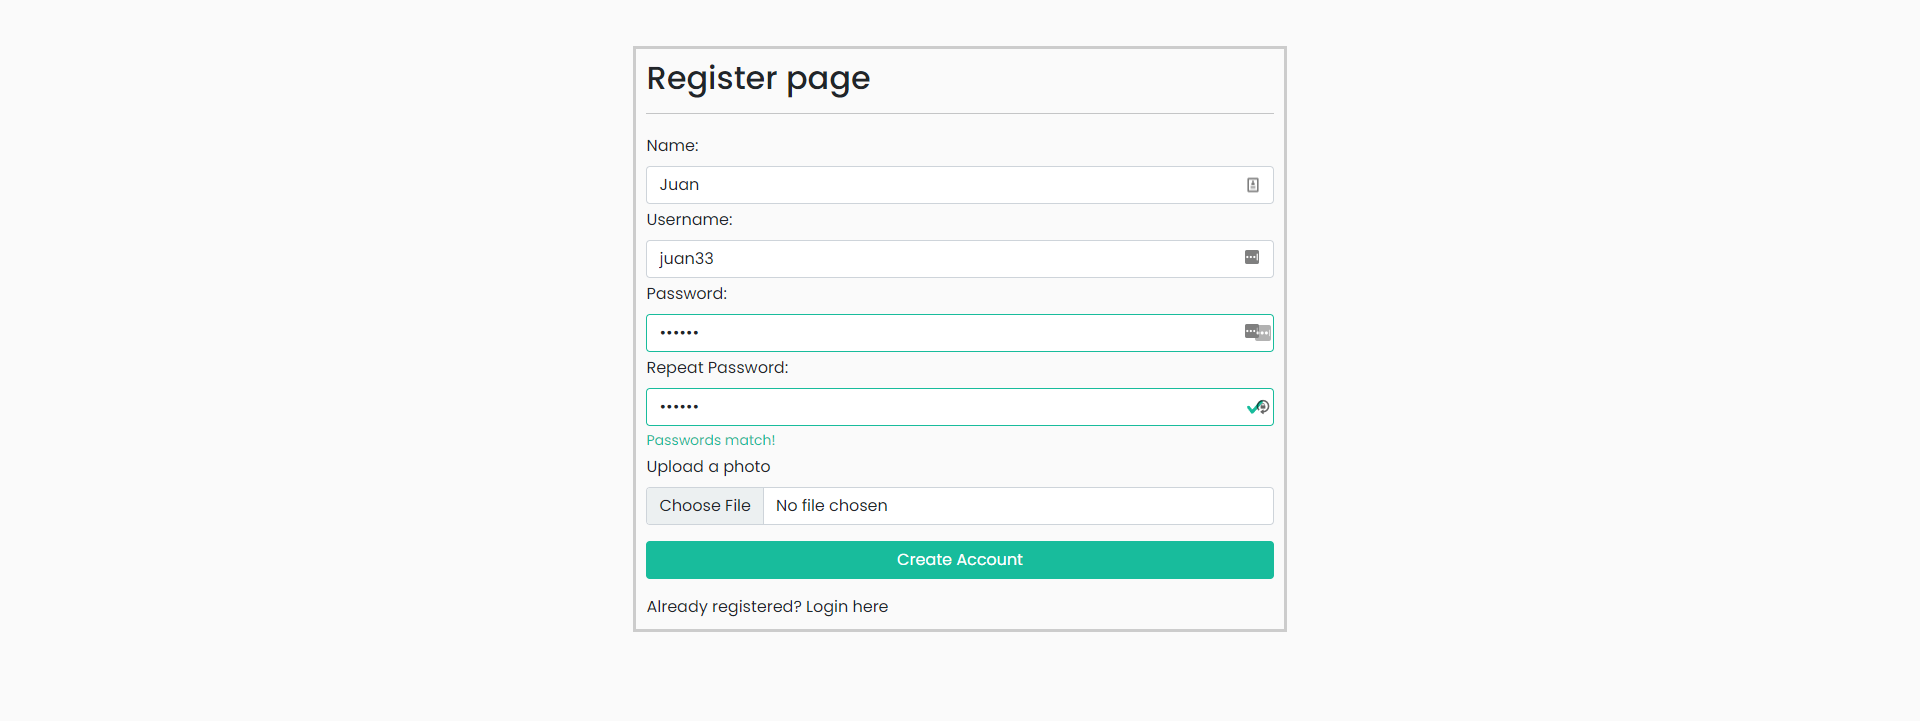 Register page
Name:
Juan
Username:
juan33
Password:
••••••
Repeat Password:
••••••
Passwords match!
Upload a photo
Choose File No file chosen
Create Account
Already registered? Login here